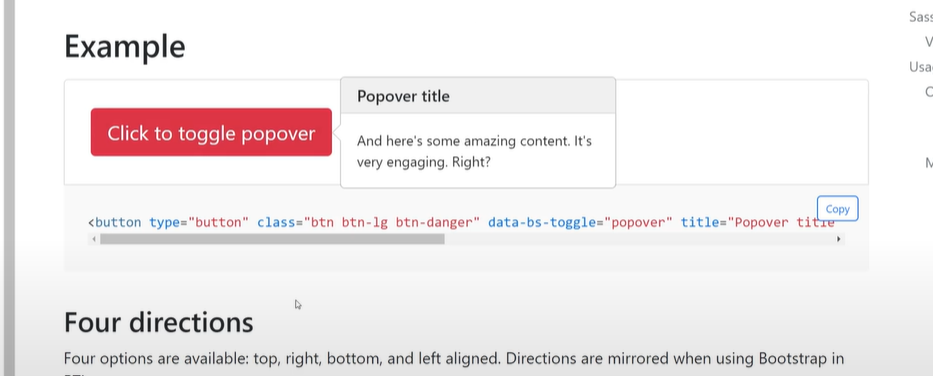 Sass
Usa
Example
Popover title
Click to toggle popover
And here's some amazing content. It's
very engaging. Right?
Copy
<button type="button" class="btn btn-lg btn-danger" data-bs-toggle="popover" title="Popover title
Four directions
Four options are available: top, right, bottom, and left aligned. Directions are mirrored when using Bootstrap in